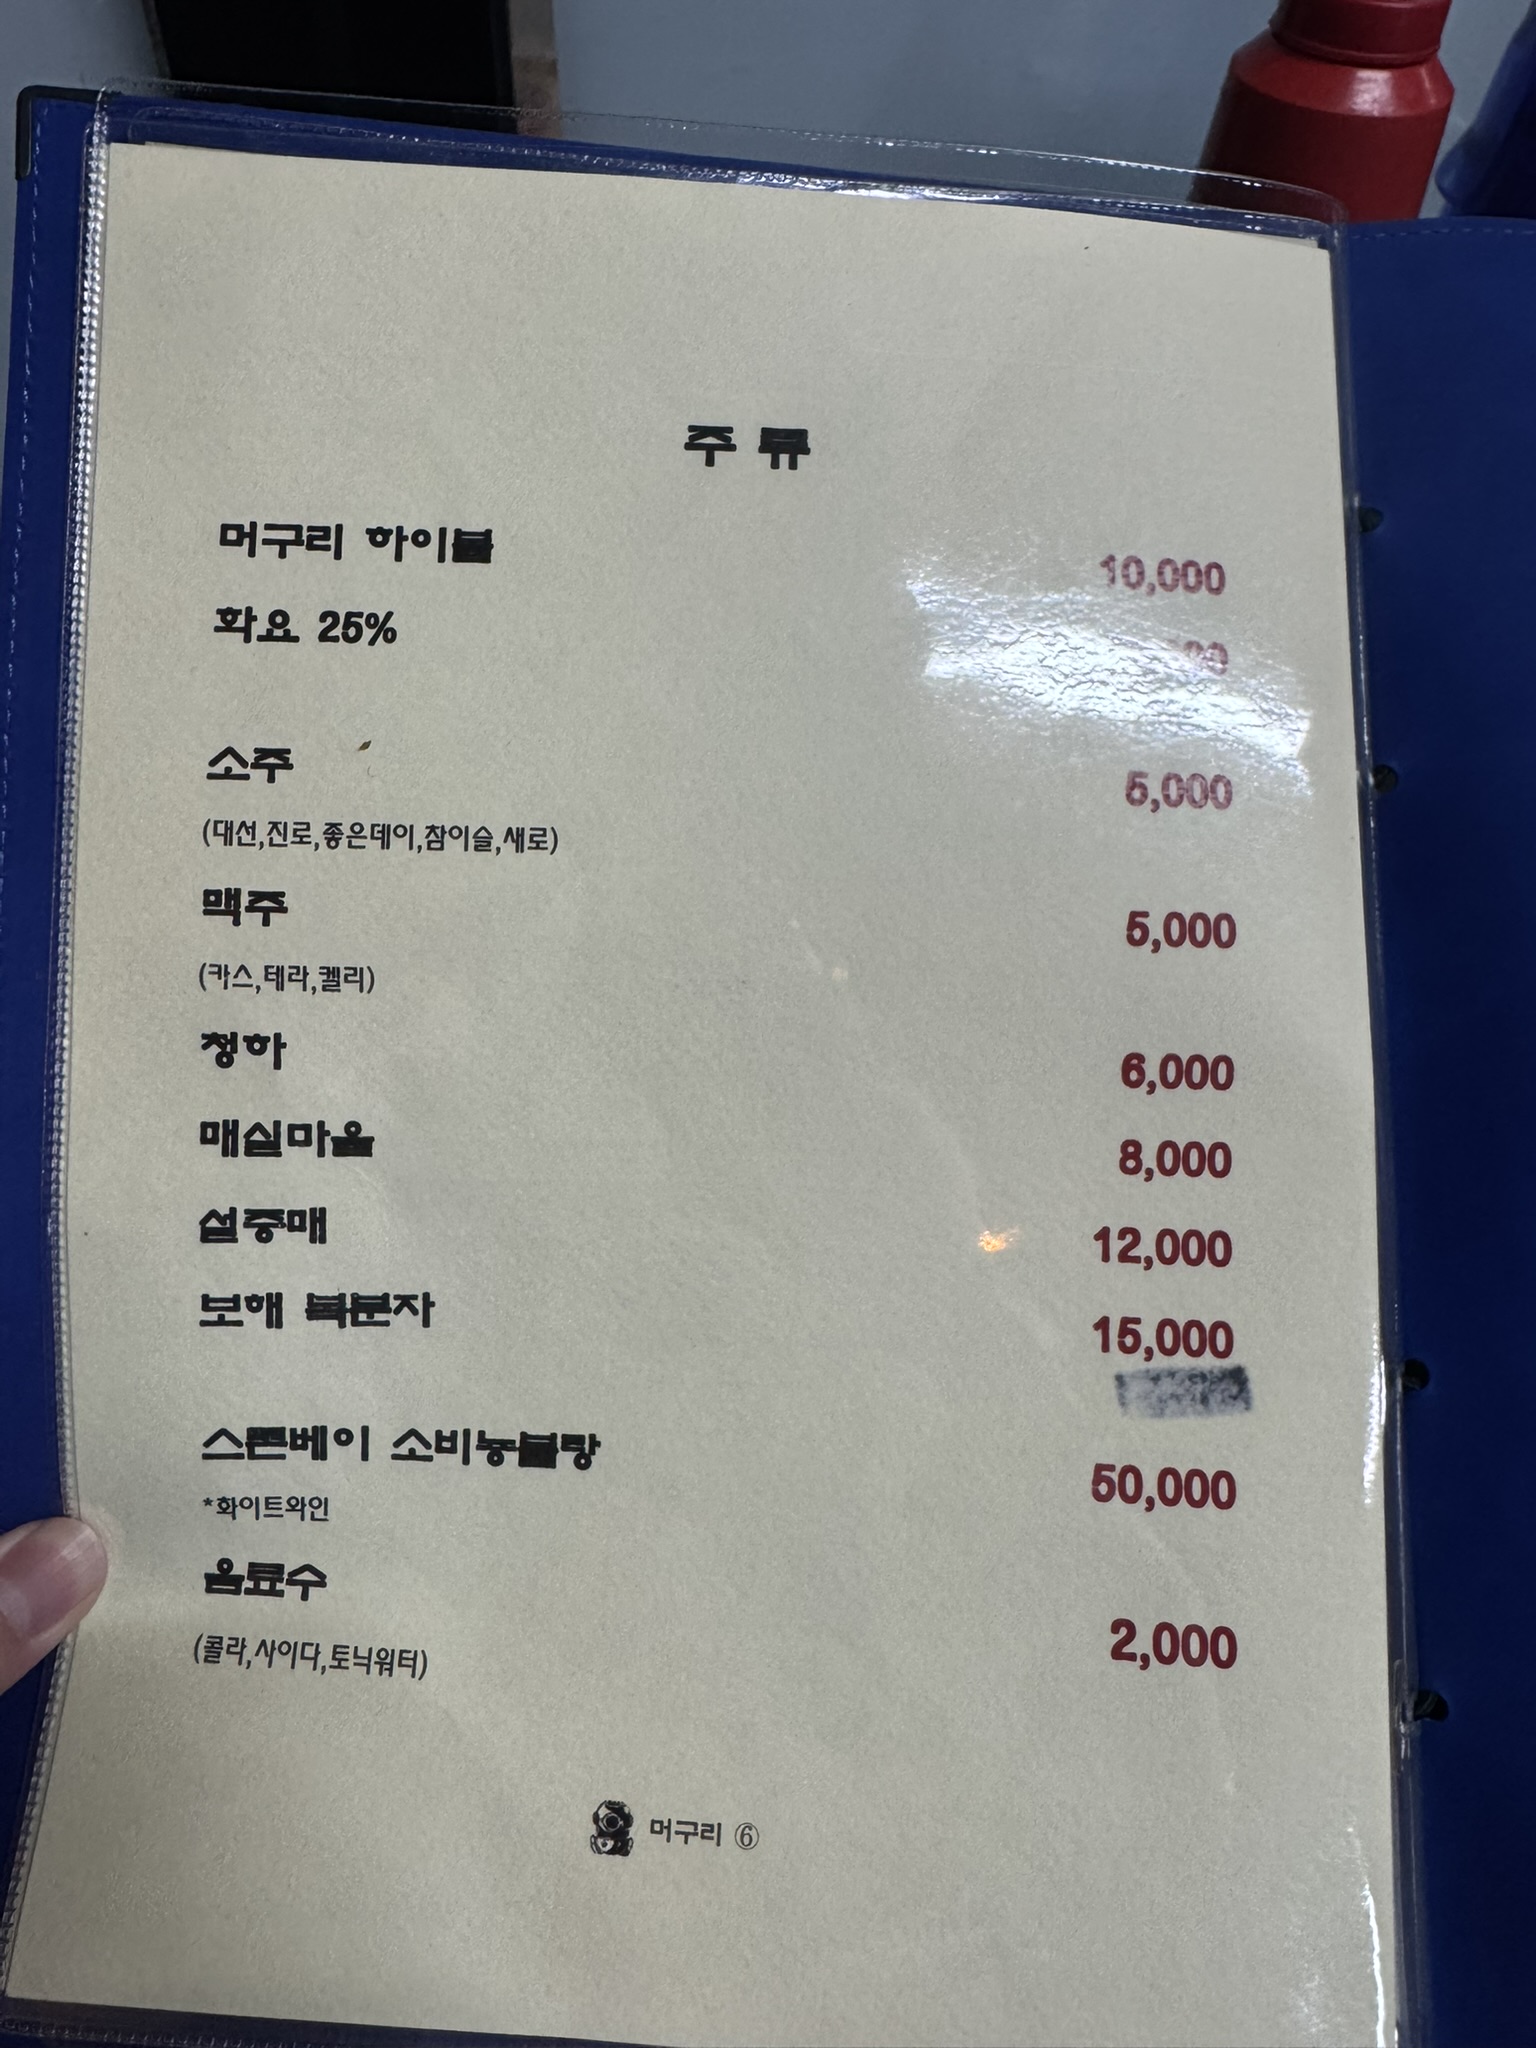 주 류
머구리 하이볼
10,000
화요 25%
소주
5,000
(대선,진로,좋은데이,참이슬,새로)
맥주
5,000
(카스,테라,켈리)
청하
6,000
매실마을
8,000
설중매
12,000
보해 복분자
15,000
스톤베이 소비뇽블랑
50,000
*화이트와인
음료수
2,000
(콜라,사이다,토닉워터)
머구리 ⑥